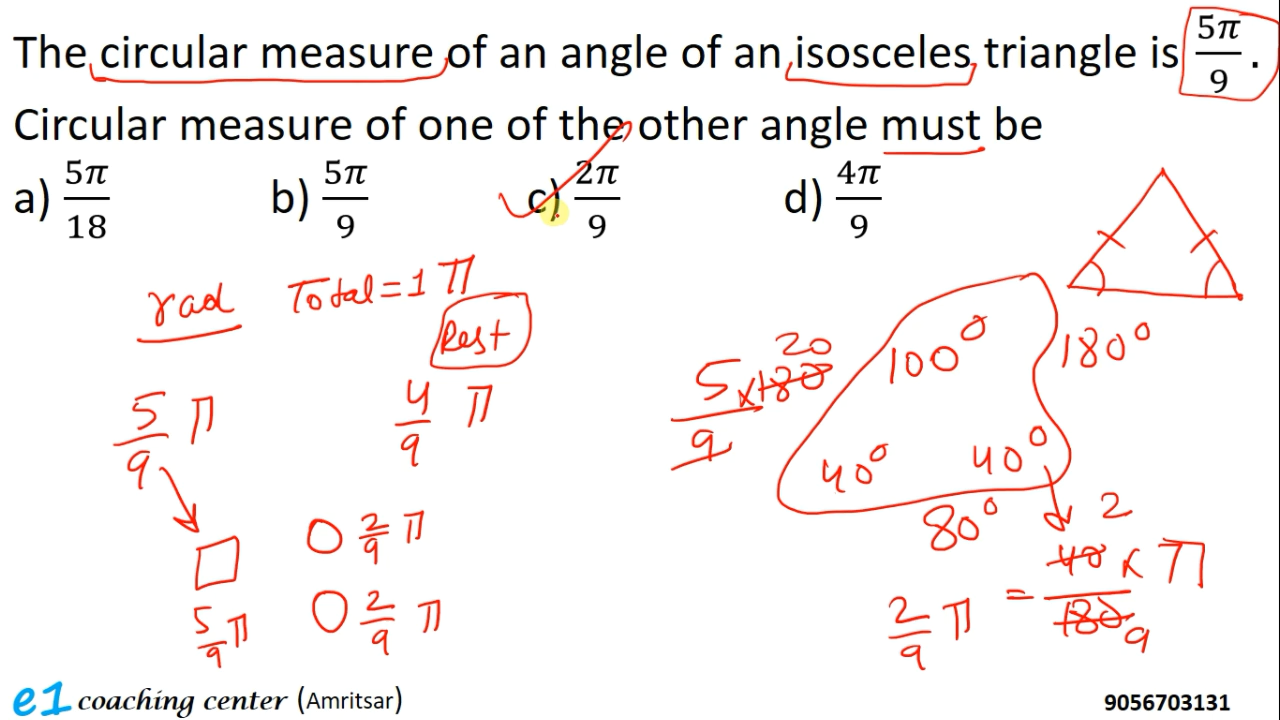 The circular measure of an angle of an isosceles triangle is 5π/9 .
Circular measure of one of the other angle must be
a) 5π/18 b) 5π/9 c) 2π/9 d) 4π/9
rad Total = 1 π
Rest
5/9 π 4/9 π
5/9 π
2/9 π
2/9 π
5 × 180 / 9
20
100° 180°
40° 40°
80°
2
2/9 π = 40 × π / 180
9
e1 coaching center (Amritsar) 9056703131